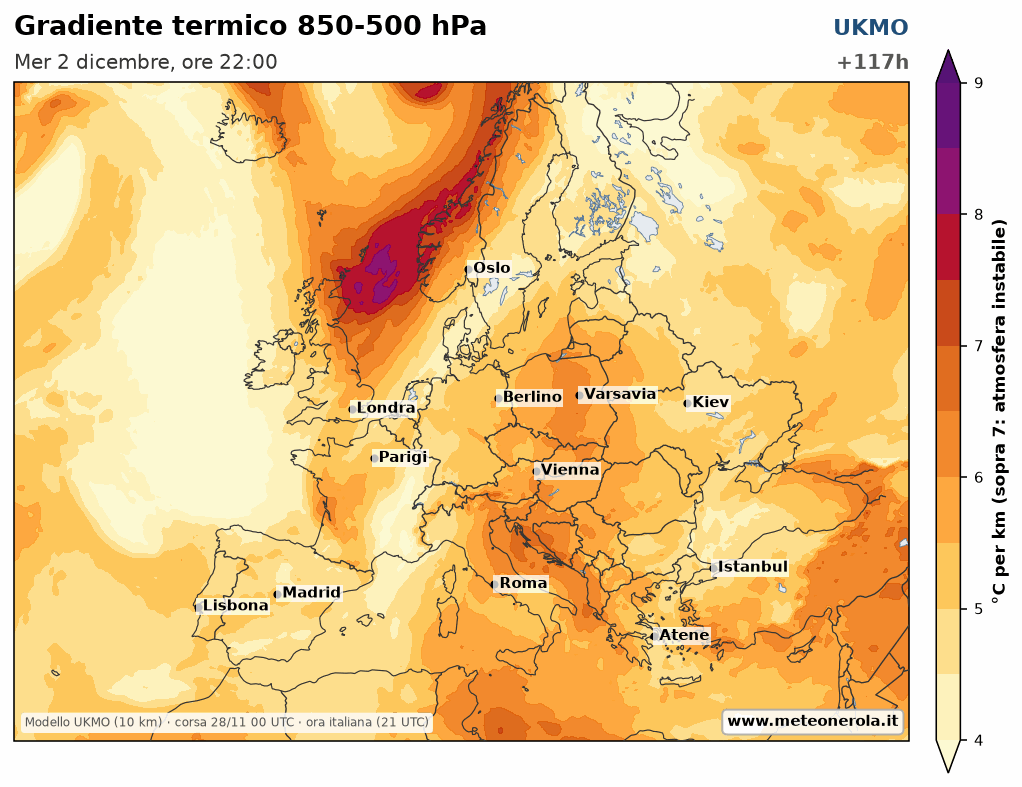 Gradiente termico 850-500 hPa
UKMO
Mer 2 dicembre, ore 22:00
+117h
9
8
7
6
5
4
°C per km (sopra 7: atmosfera instabile)
Oslo
Berlino
Varsavia
Kiev
Londra
Parigi
Vienna
Istanbul
Roma
Madrid
Lisbona
Atene
Modello UKMO (10 km) · corsa 28/11 00 UTC · ora italiana (21 UTC)
www.meteonerola.it